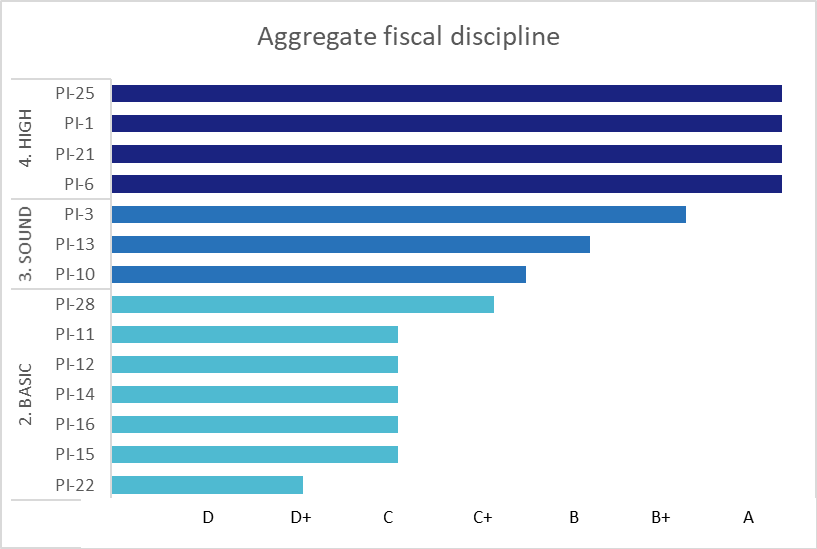 Aggregate fiscal discipline
4. HIGH
PI-25
PI-1
PI-21
PI-6
3. SOUND
PI-3
PI-13
PI-10
2. BASIC
PI-28
PI-11
PI-12
PI-14
PI-16
PI-15
PI-22
D D+ C C+ B B+ A